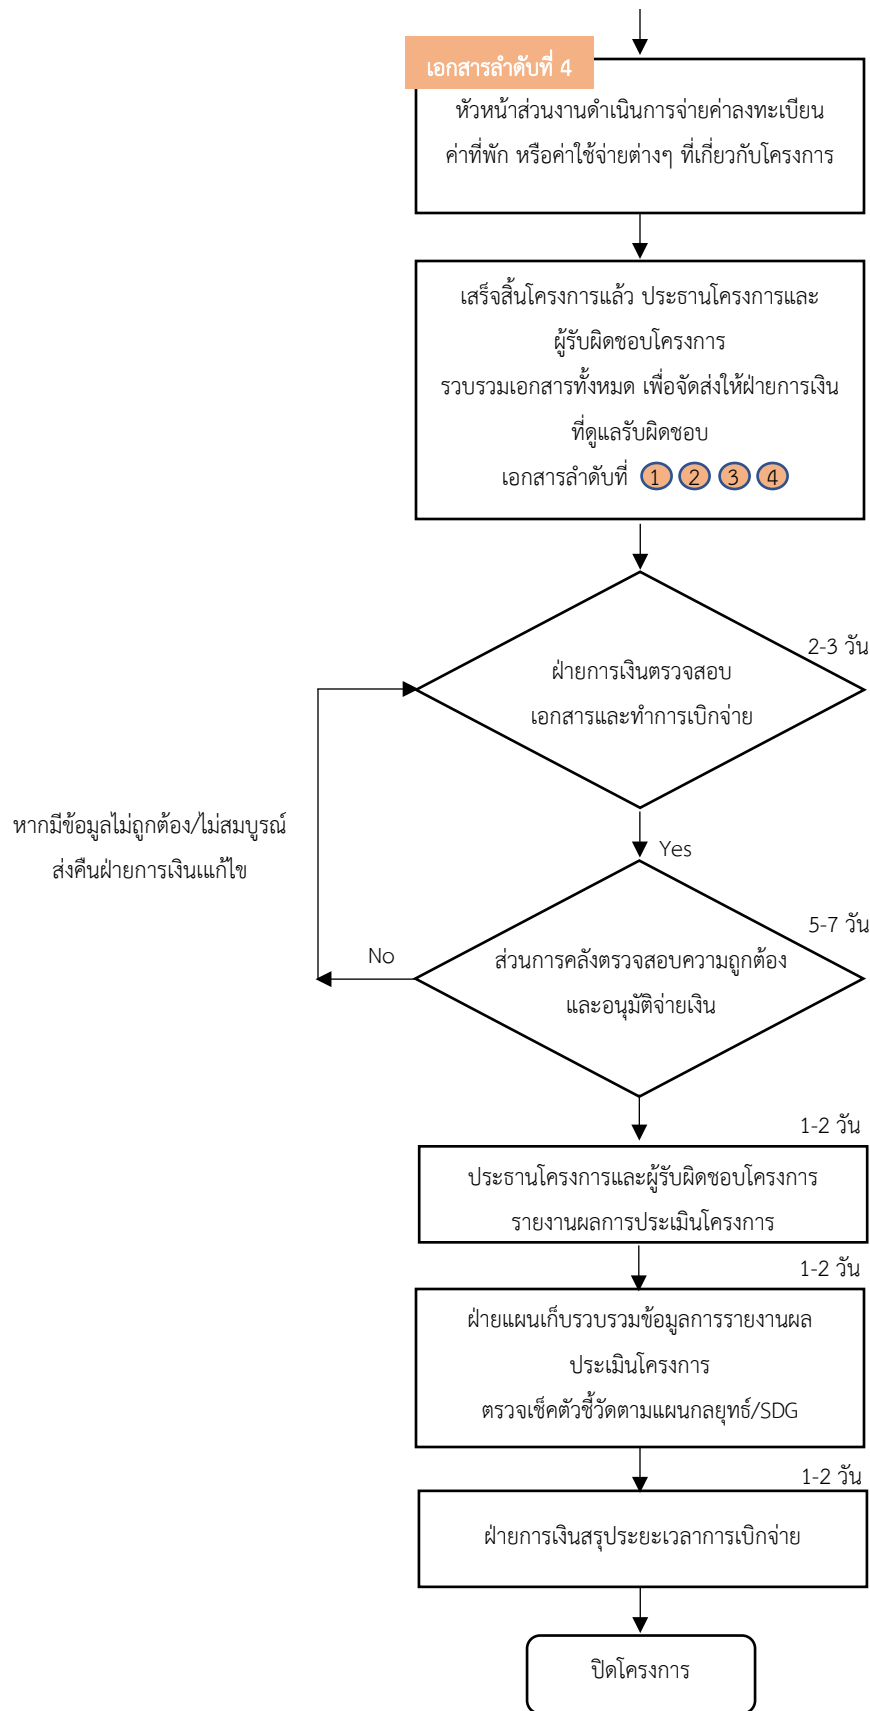 เอกสารลำดับที่ 4
หัวหน้าส่วนงานดำเนินการจ่ายค่าลงทะเบียน
ค่าที่พัก หรือค่าใช้จ่ายต่างๆ ที่เกี่ยวกับโครงการ
เสร็จสิ้นโครงการแล้ว ประธานโครงการและ
ผู้รับผิดชอบโครงการ
รวบรวมเอกสารทั้งหมด เพื่อจัดส่งให้ฝ่ายการเงิน
ที่ดูแลรับผิดชอบ
เอกสารลำดับที่ 1 2 3 4
2-3 วัน
ฝ่ายการเงินตรวจสอบ
เอกสารและทำการเบิกจ่าย
หากมีข้อมูลไม่ถูกต้อง/ไม่สมบูรณ์
ส่งคืนฝ่ายการเงินแก้ไข
Yes
5-7 วัน
No
ส่วนการคลังตรวจสอบความถูกต้อง
และอนุมัติจ่ายเงิน
1-2 วัน
ประธานโครงการและผู้รับผิดชอบโครงการ
รายงานผลการประเมินโครงการ
1-2 วัน
ฝ่ายแผนเก็บรวบรวมข้อมูลการรายงานผล
ประเมินโครงการ
ตรวจเช็คตัวชี้วัดตามแผนกลยุทธ์/SDG
1-2 วัน
ฝ่ายการเงินสรุประยะเวลาการเบิกจ่าย
ปิดโครงการ